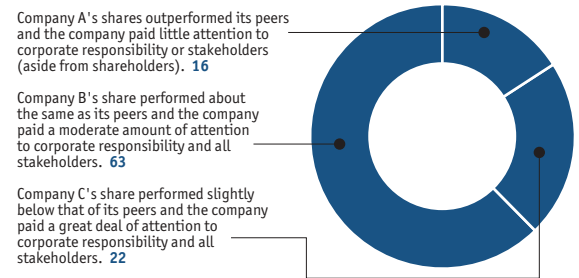 Company A's shares outperformed its peers
and the company paid little attention to
corporate responsibility or stakeholders
(aside from shareholders). 16
Company B's share performed about
the same as its peers and the company
paid a moderate amount of attention
to corporate responsibility and all
stakeholders. 63
Company C's share performed slightly
below that of its peers and the company
paid a great deal of attention to
corporate responsibility and all
stakeholders. 22